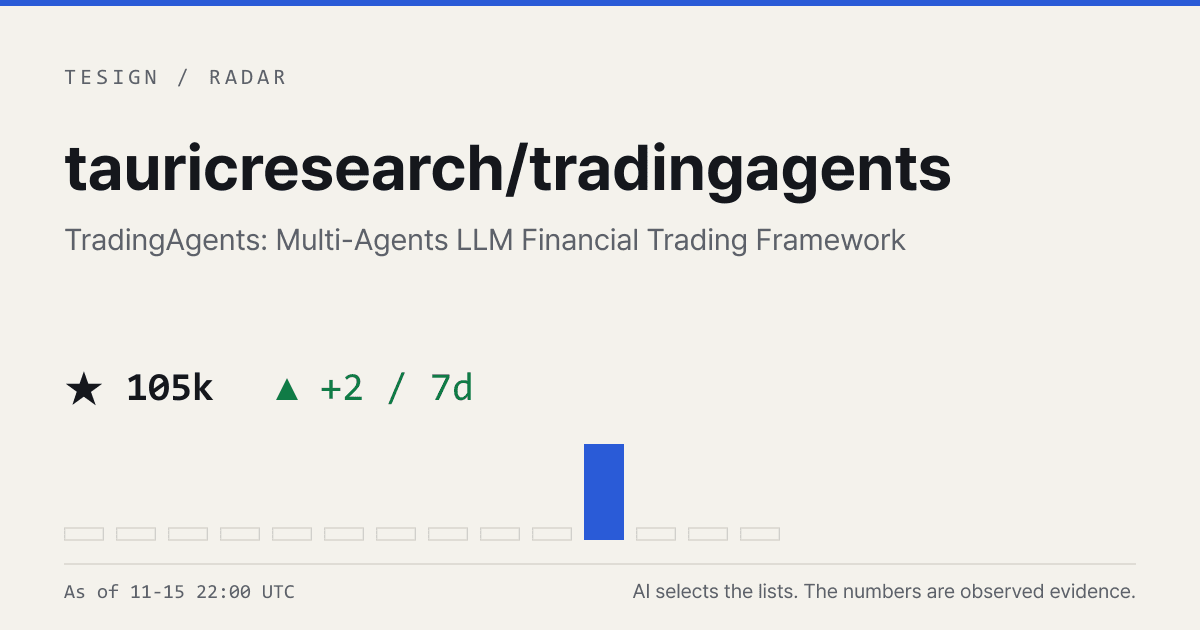 TESIGN / RADAR
tauricresearch/tradingagents
TradingAgents: Multi-Agents LLM Financial Trading Framework
★ 105k ▲ +2 / 7d
As of 11-15 22:00 UTC
AI selects the lists. The numbers are observed evidence.